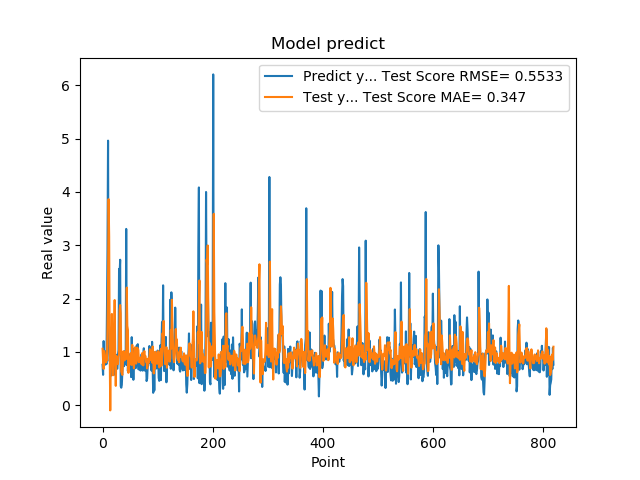 Model predict
Predict y... Test Score RMSE= 0.5533
Test y... Test Score MAE= 0.347
Real value
6
5
4
3
2
1
0
0 200 400 600 800
Point